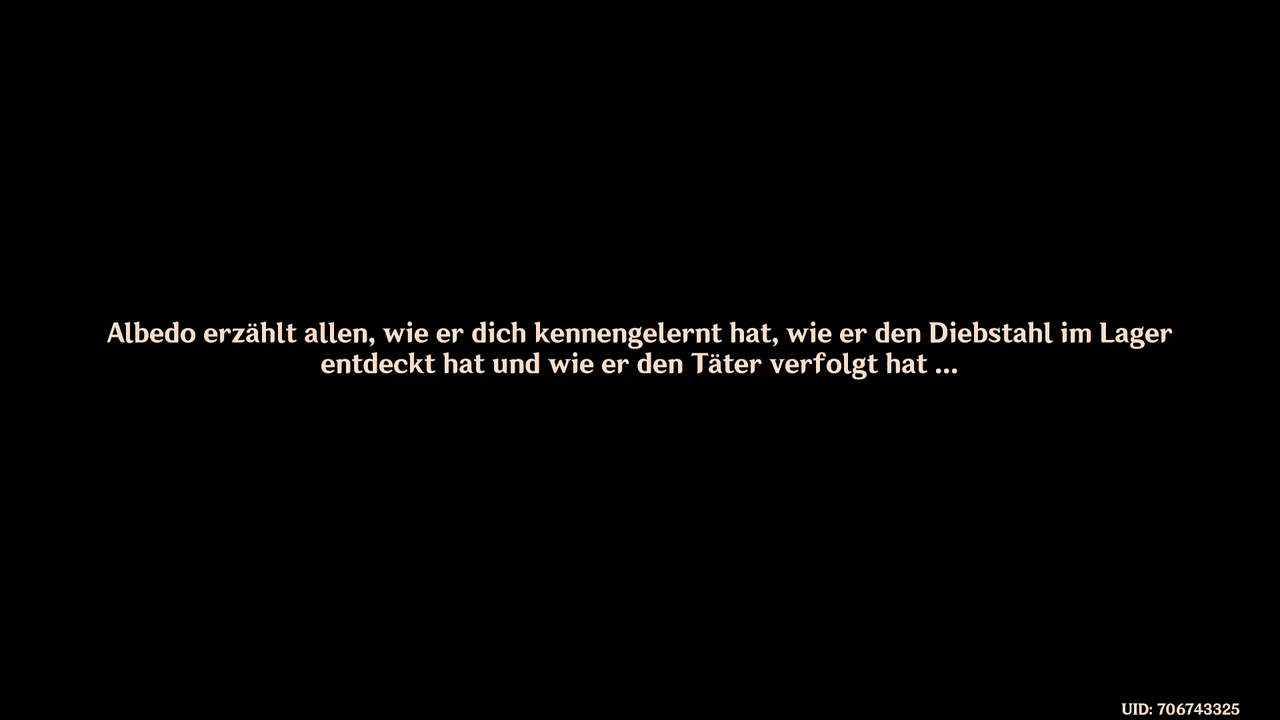 Albedo erzählt allen, wie er dich kennengelernt hat, wie er den Diebstahl im Lager
entdeckt hat und wie er den Täter verfolgt hat ...
UID: 706743325